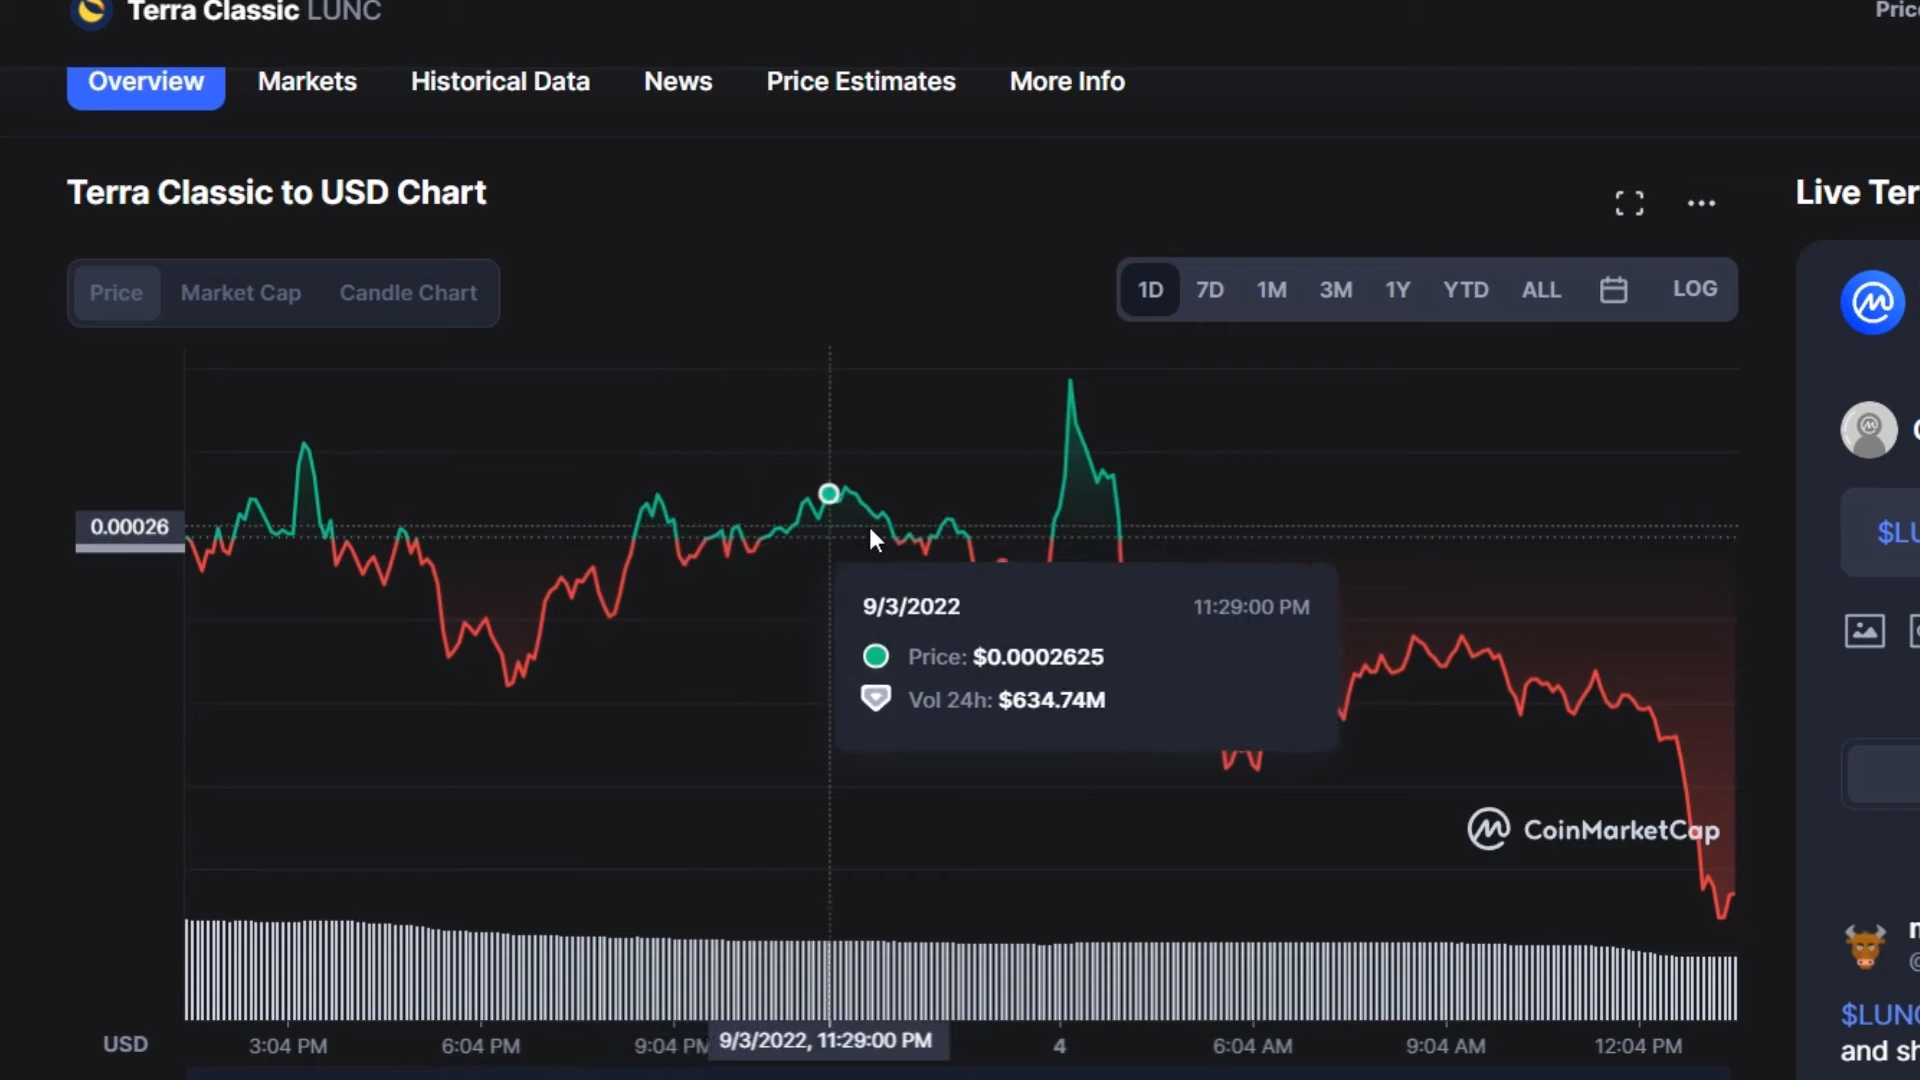 Terra Classic LUNC
Overview
Markets
Historical Data
News
Price Estimates
More Info
Terra Classic to USD Chart
Price
Market Cap
Candle Chart
1D
7D
1M
3M
1Y
YTD
ALL
LOG
0.00026
9/3/2022
11:29:00 PM
Price: $0.0002625
Vol 24h: $634.74M
CoinMarketCap
USD
3:04 PM
6:04 PM
9:04 PM
9/3/2022, 11:29:00 PM
4
6:04 AM
9:04 AM
12:04 PM
Live
and